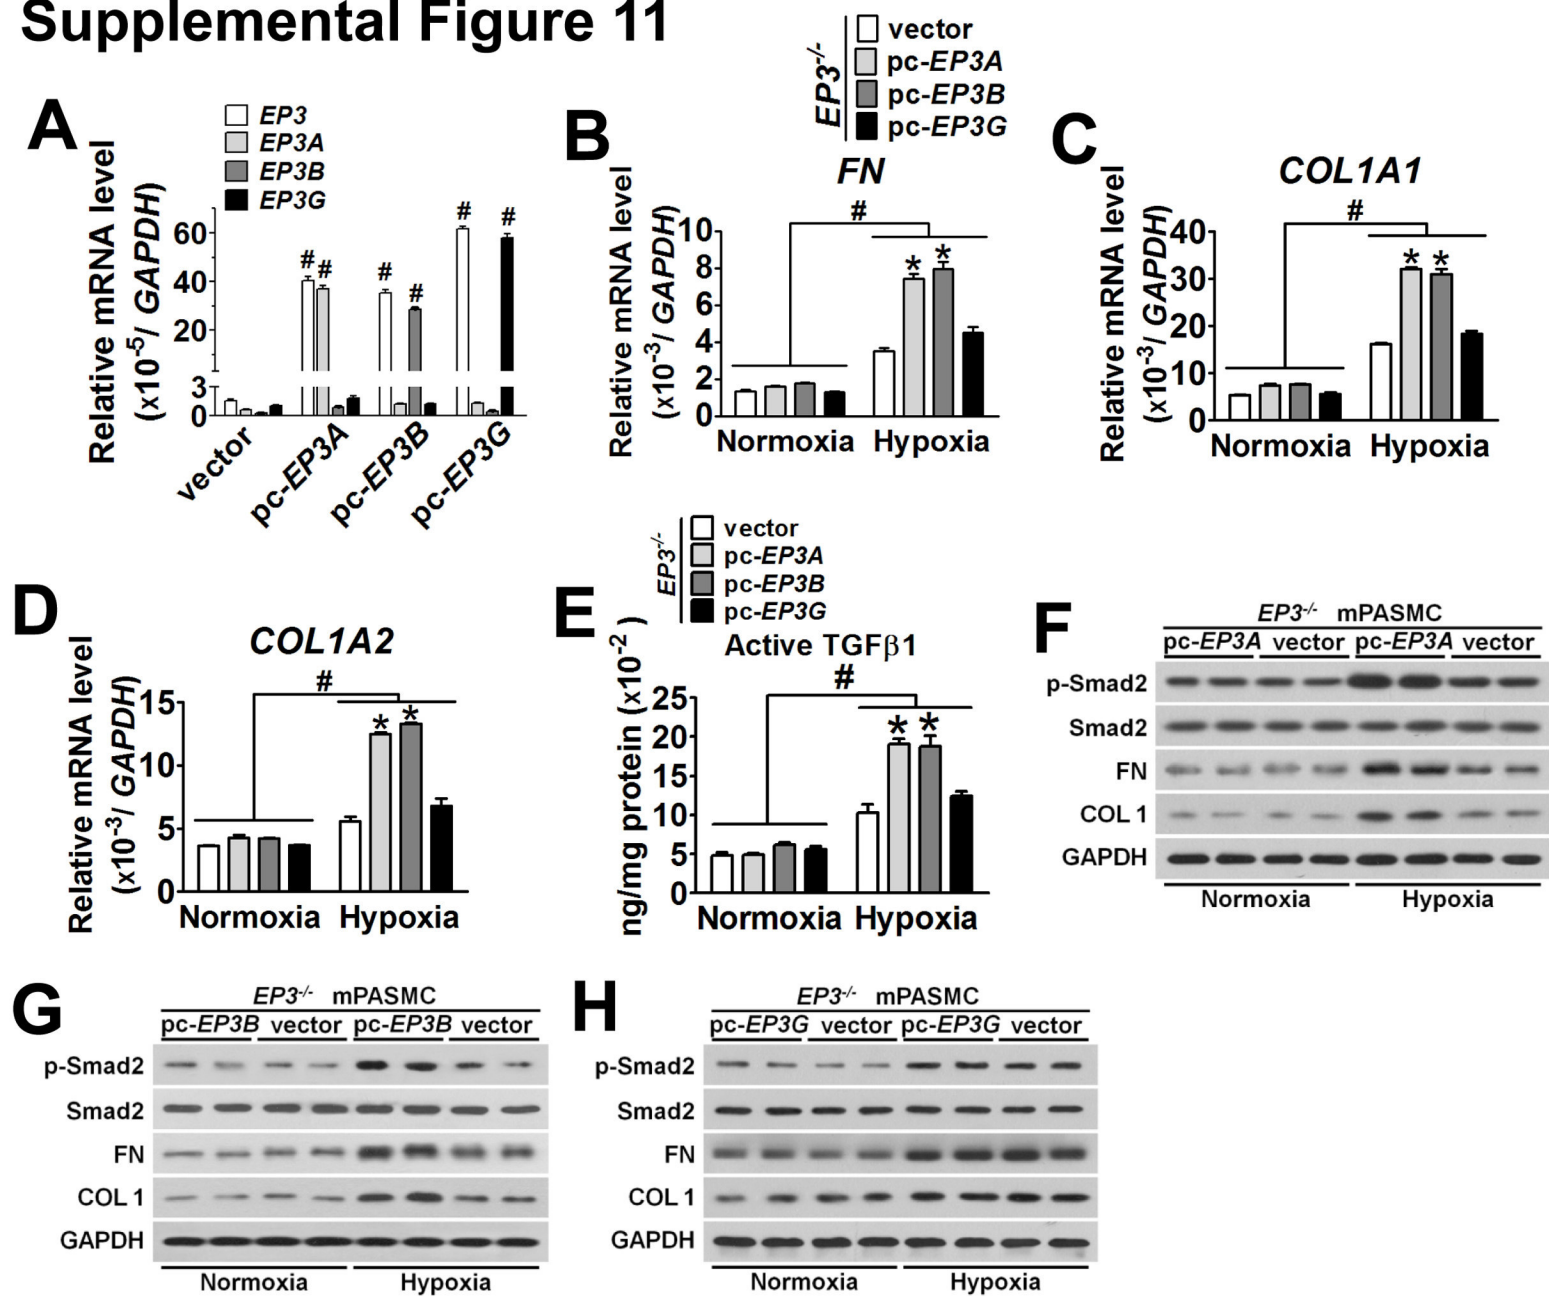 Supplemental Figure 11
A
EP3
EP3A
EP3B
EP3G
Relative mRNA level
(x10⁻⁵/ GAPDH)
60
40
20
3
0
# # # # # #
vector
pc-EP3A
pc-EP3B
pc-EP3G
EP3⁻/⁻
vector
pc-EP3A
pc-EP3B
pc-EP3G
B
FN
Relative mRNA level
(x10⁻³/ GAPDH)
10
8
6
4
2
0
#
* *
Normoxia Hypoxia
C
COL1A1
Relative mRNA level
(x10⁻³/ GAPDH)
40
30
20
10
0
#
* *
Normoxia Hypoxia
D
COL1A2
Relative mRNA level
(x10⁻³/ GAPDH)
15
10
5
0
#
* *
Normoxia Hypoxia
EP3⁻/⁻
vector
pc-EP3A
pc-EP3B
pc-EP3G
E
Active TGFβ1
ng/mg protein (x10⁻²)
25
20
15
10
5
0
#
* *
Normoxia Hypoxia
F
EP3⁻/⁻ mPASMC
pc-EP3A vector pc-EP3A vector
p-Smad2
Smad2
FN
COL 1
GAPDH
Normoxia Hypoxia
G
EP3⁻/⁻ mPASMC
pc-EP3B vector pc-EP3B vector
p-Smad2
Smad2
FN
COL 1
GAPDH
Normoxia Hypoxia
H
EP3⁻/⁻ mPASMC
pc-EP3G vector pc-EP3G vector
p-Smad2
Smad2
FN
COL 1
GAPDH
Normoxia Hypoxia